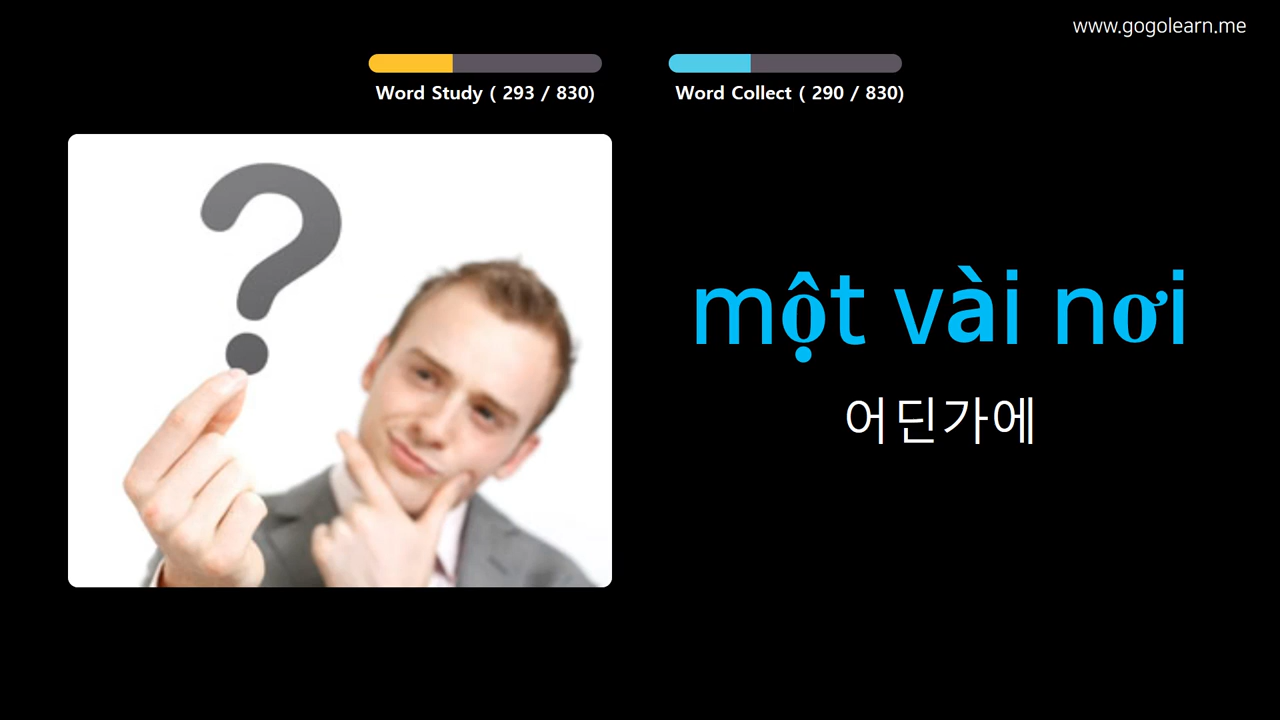 www.gogolearn.me
Word Study ( 293 / 830)
Word Collect ( 290 / 830)
?
một vài nơi
어딘가에